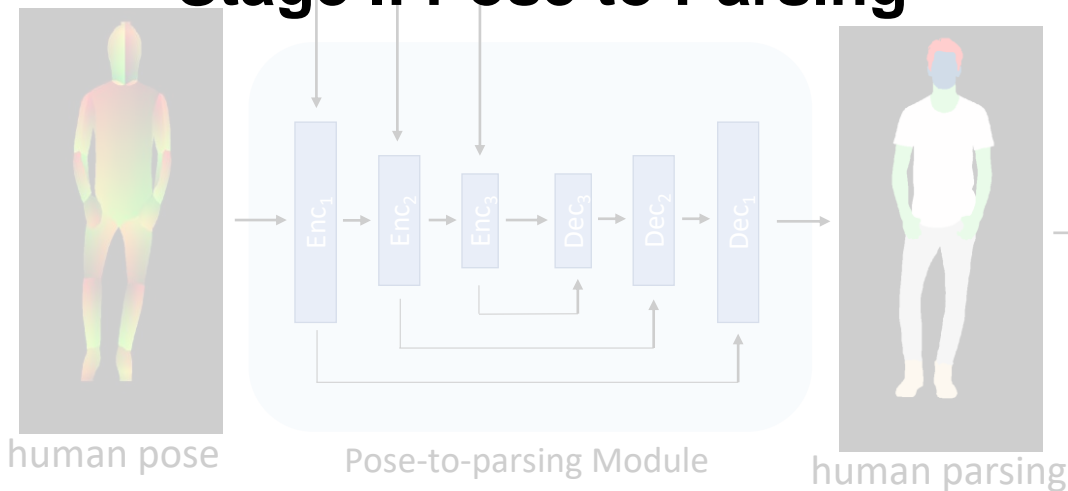 Stage I: Pose to Parsing
Enc1
Enc2
Enc3
Dec3
Dec2
Dec1
human pose
Pose-to-parsing Module
human parsing